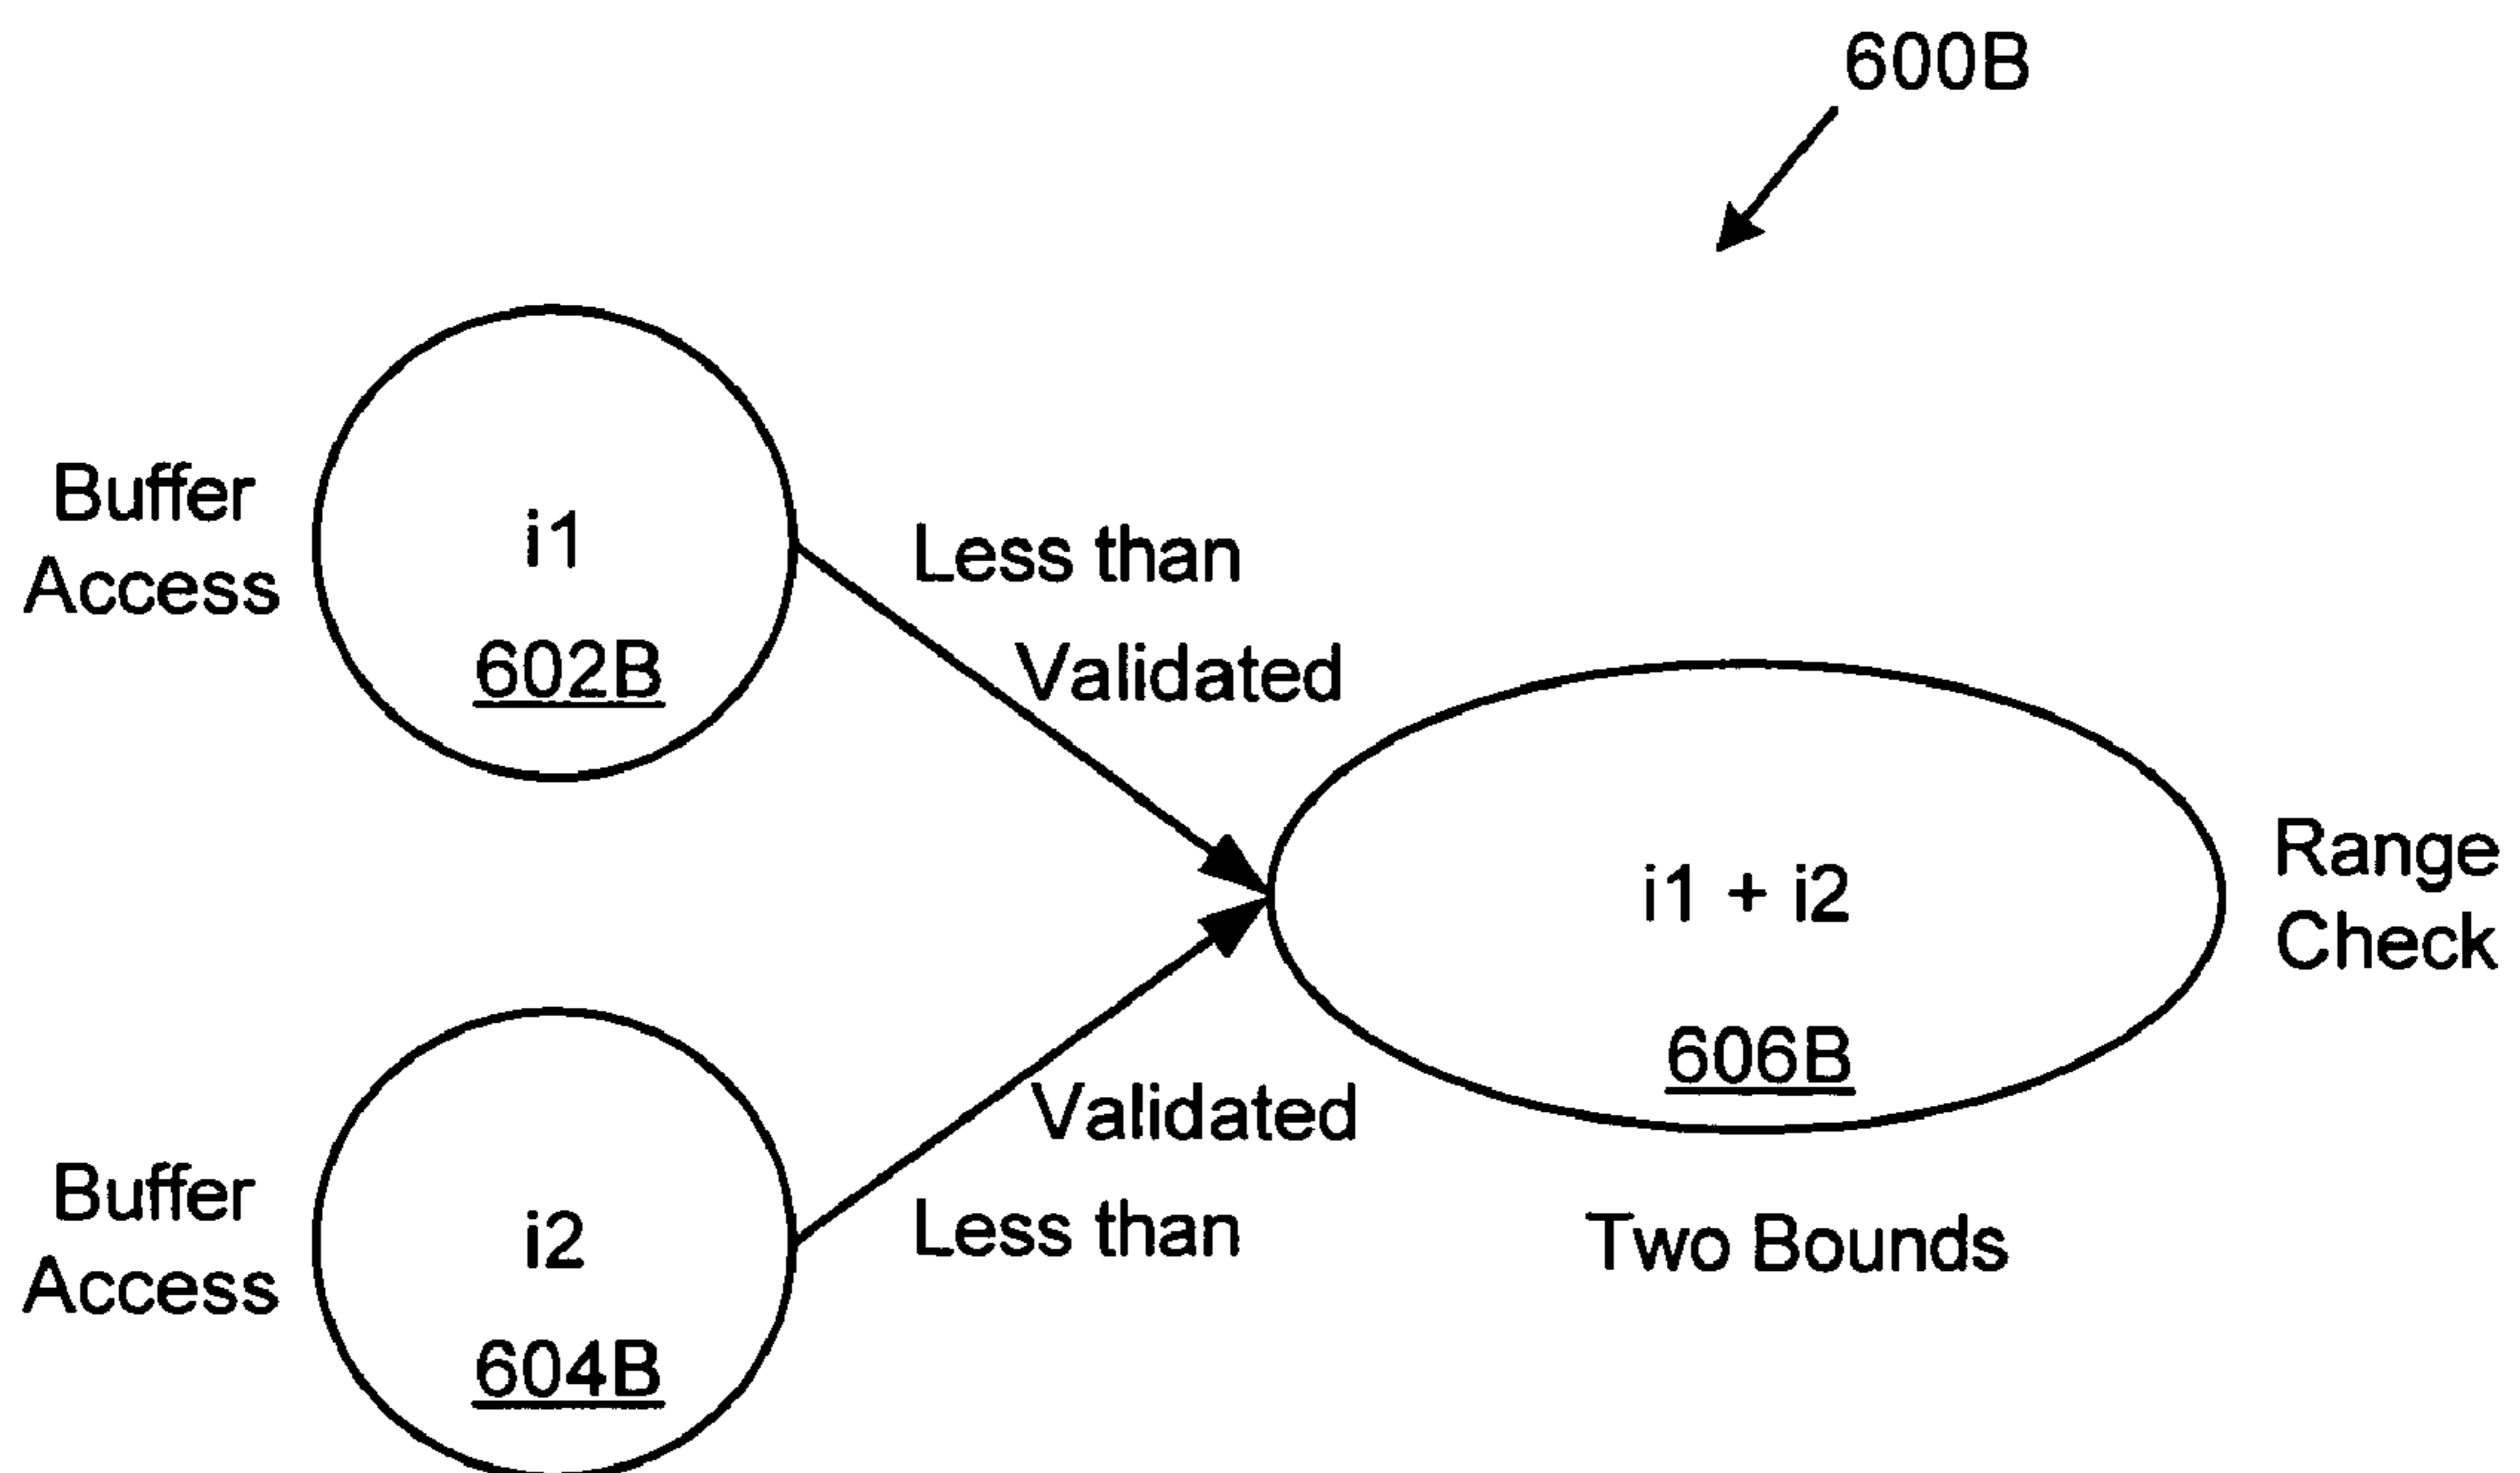 600B
Buffer
Access
i1
602B
Less than
Validated
i1 + i2
606B
Range
Check
Two Bounds
Validated
Less than
Buffer
Access
i2
604B